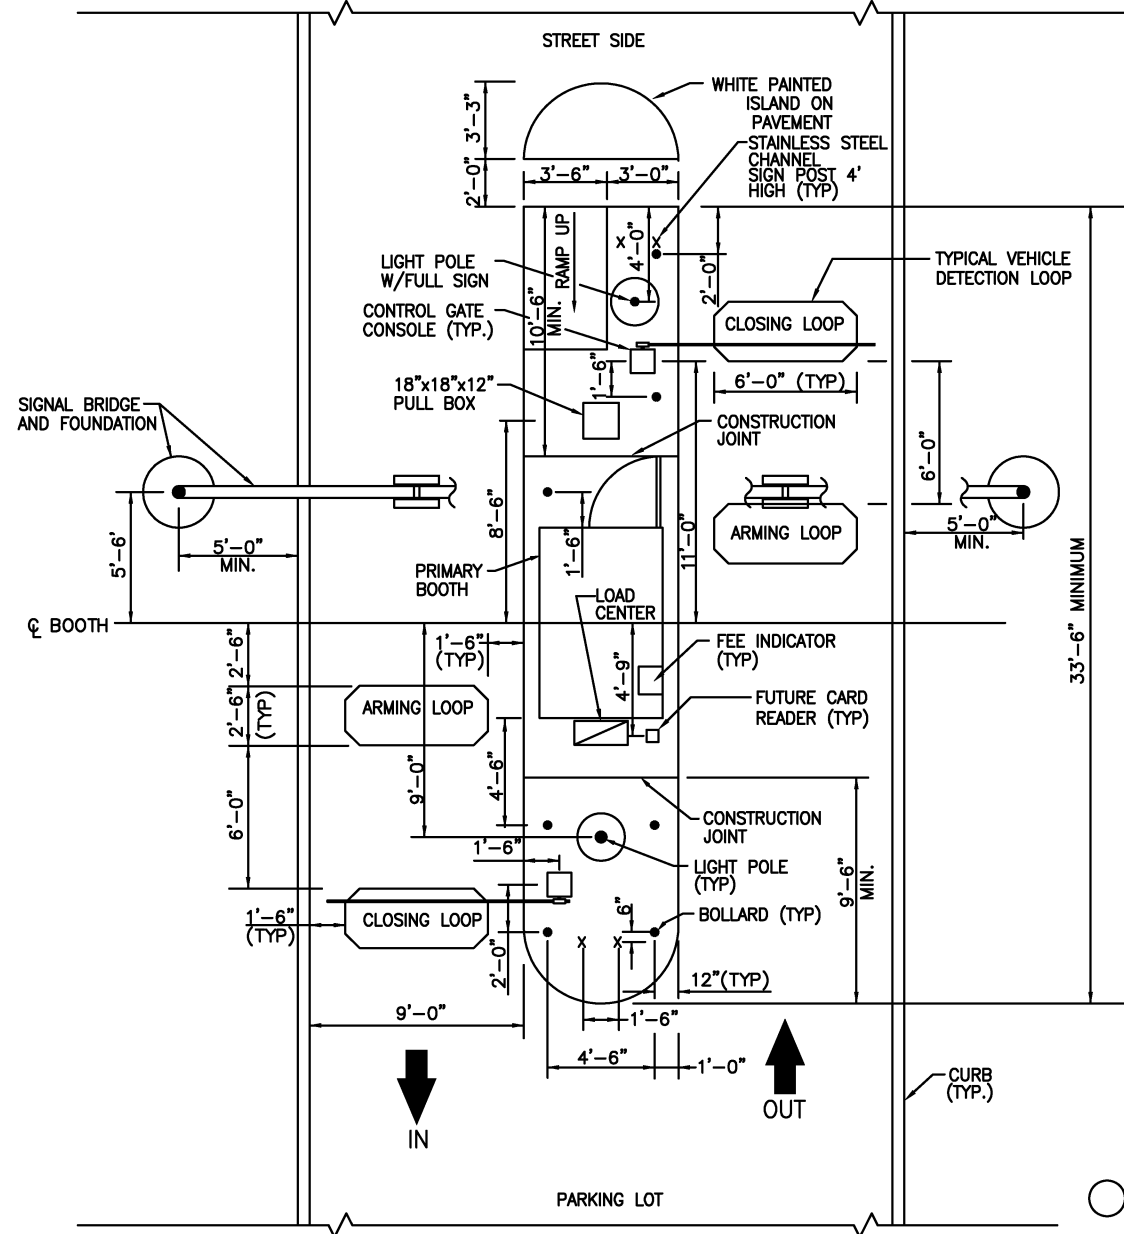 STREET SIDE
WHITE PAINTED
ISLAND ON
PAVEMENT
STAINLESS STEEL
CHANNEL
SIGN POST 4'
HIGH (TYP)
3'-3"
2'-0"
3'-6"
3'-0"
X
X
4'-0"
2'-0"
RAMP UP
10'-6"
MIN.
LIGHT POLE
W/FULL SIGN
CONTROL GATE
CONSOLE (TYP.)
TYPICAL VEHICLE
DETECTION LOOP
CLOSING LOOP
6'-0" (TYP)
1'-6"
18"x18"x12"
PULL BOX
SIGNAL BRIDGE
AND FOUNDATION
CONSTRUCTION
JOINT
6'-0"
8'-6"
11'-0"
1'-6"
ARMING LOOP
5'-0"
MIN.
5'-0"
MIN.
5'-6'
PRIMARY
BOOTH
LOAD
CENTER
33'-6" MINIMUM
℄ BOOTH
2'-6"
1'-6"
(TYP)
4'-9"
FEE INDICATOR
(TYP)
2'-6"
(TYP)
ARMING LOOP
FUTURE CARD
READER (TYP)
9'-0"
4'-6"
6'-0"
CONSTRUCTION
JOINT
1'-6"
LIGHT POLE
(TYP)
9'-6"
MIN.
6"
BOLLARD (TYP)
1'-6"
(TYP)
CLOSING LOOP
2'-0"
X
X
12"(TYP)
9'-0"
1'-6"
4'-6"
1'-0"
CURB
(TYP.)
IN
OUT
PARKING LOT